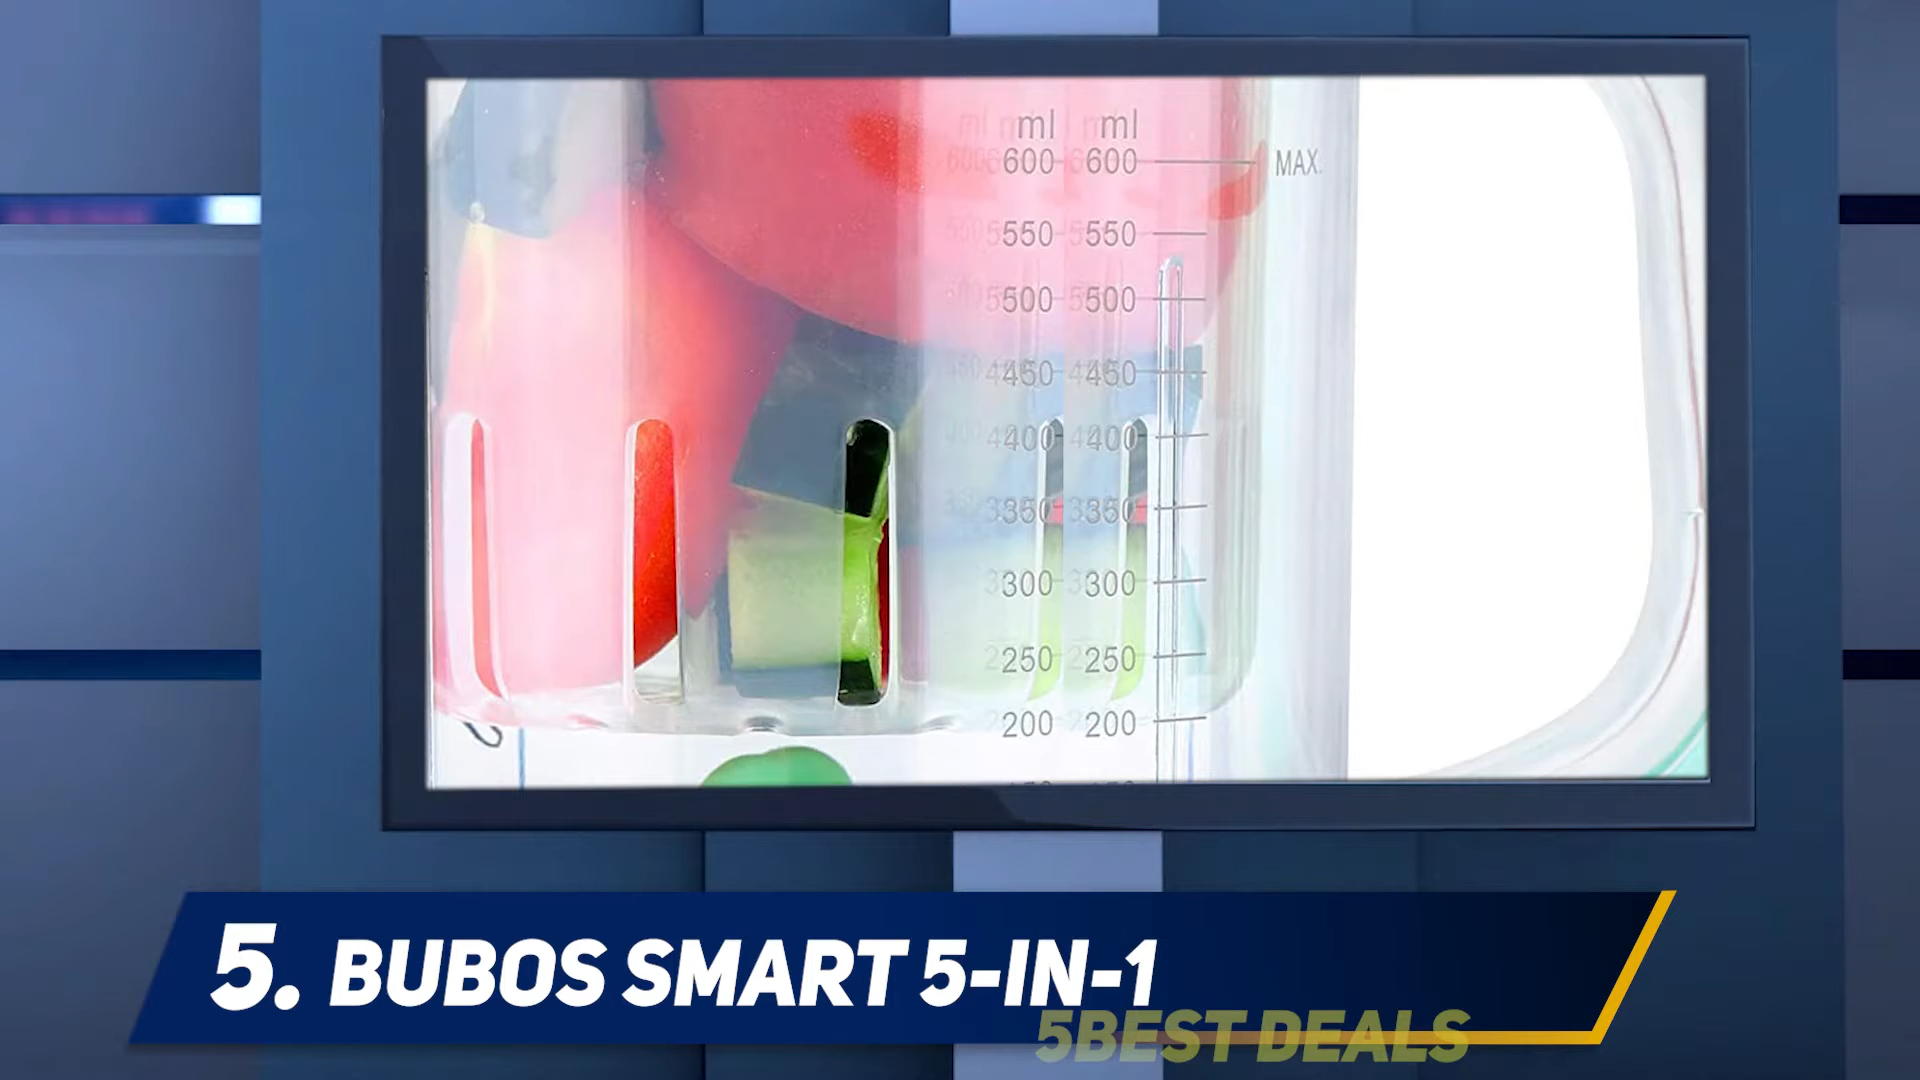 ml ml
600 600 MAX.
550 550
500 500
450 450
400 400
350 350
300 300
250 250
200 200
5. BUBOS SMART 5-IN-1
5BEST DEALS